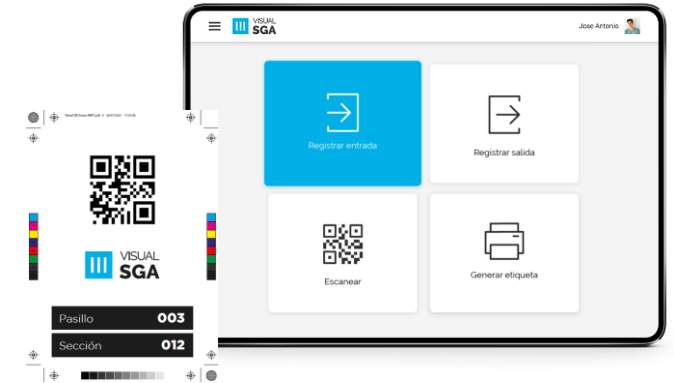 VISUAL
SGA
Jose Antonio
Registrar entrada
Registrar salida
Escanear
Generar etiqueta
VISUAL
SGA
Pasillo 003
Sección 012